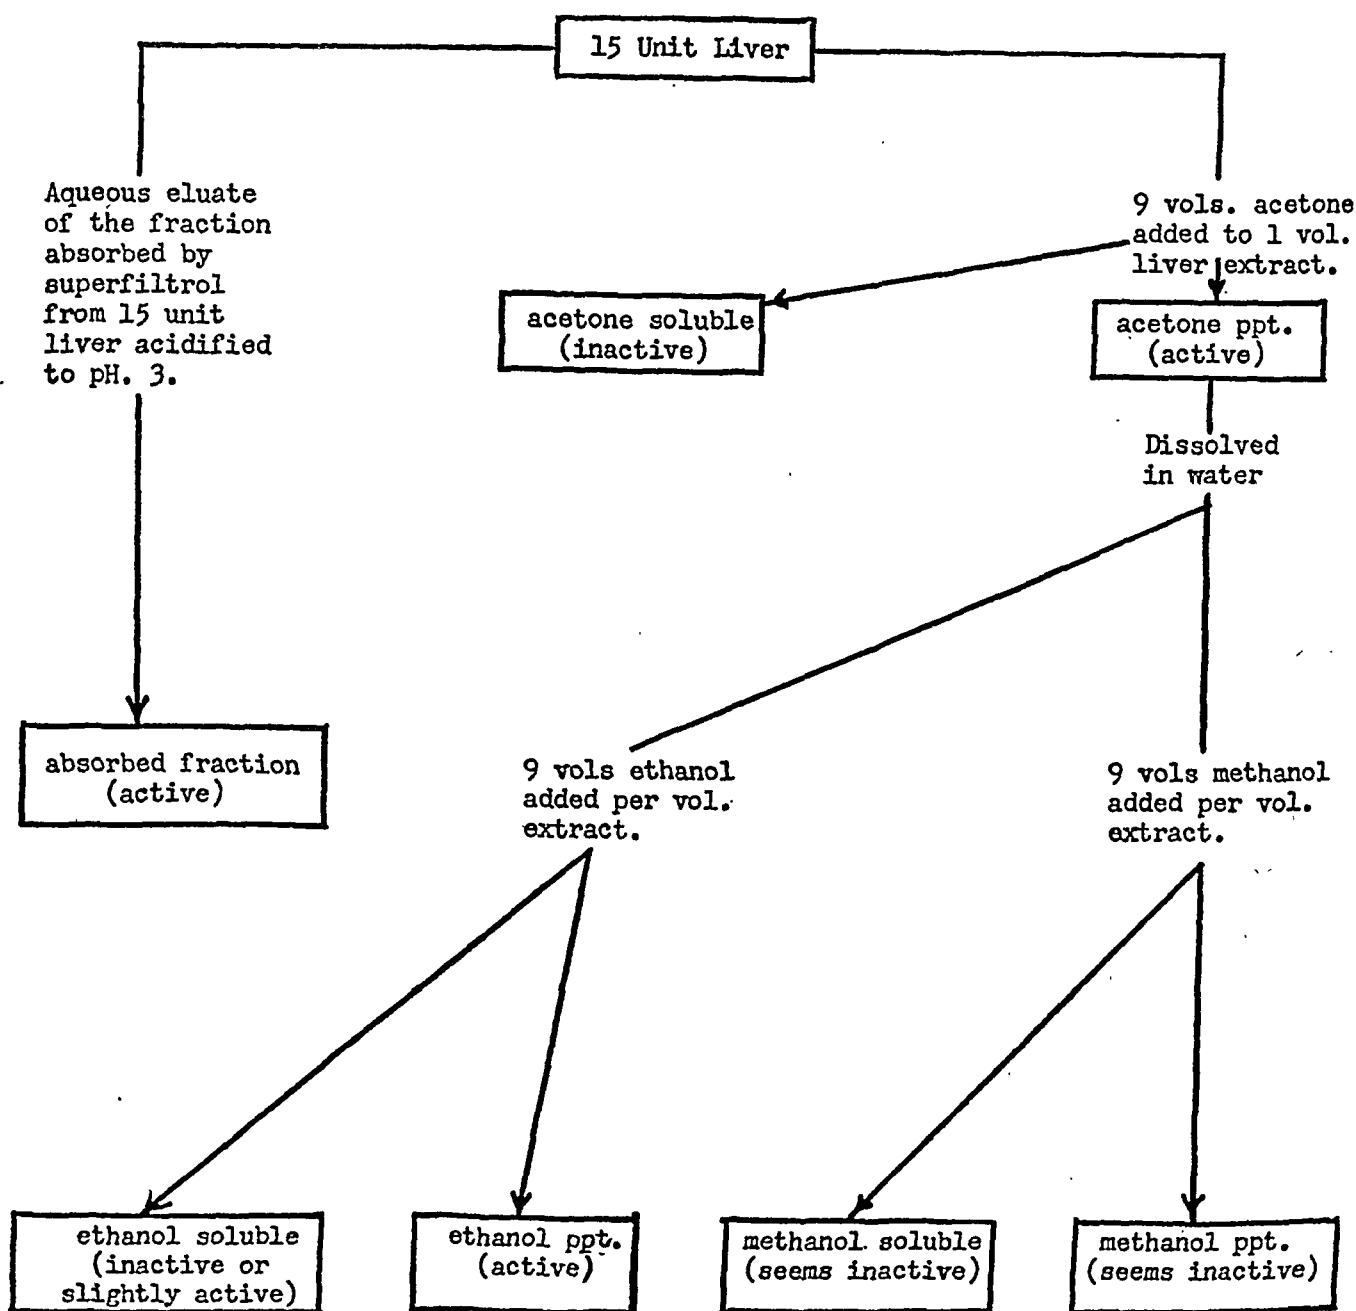 15 Unit Liver
Aqueous eluate
of the fraction
absorbed by
superfiltrol
from 15 unit
liver acidified
to pH. 3.
absorbed fraction
(active)
9 vols. acetone
added to 1 vol.
liver extract.
acetone soluble
(inactive)
acetone ppt.
(active)
Dissolved
in water
9 vols ethanol
added per vol.
extract.
9 vols methanol
added per vol.
extract.
ethanol soluble
(inactive or
slightly active)
ethanol ppt.
(active)
methanol soluble
(seems inactive)
methanol ppt.
(seems inactive)